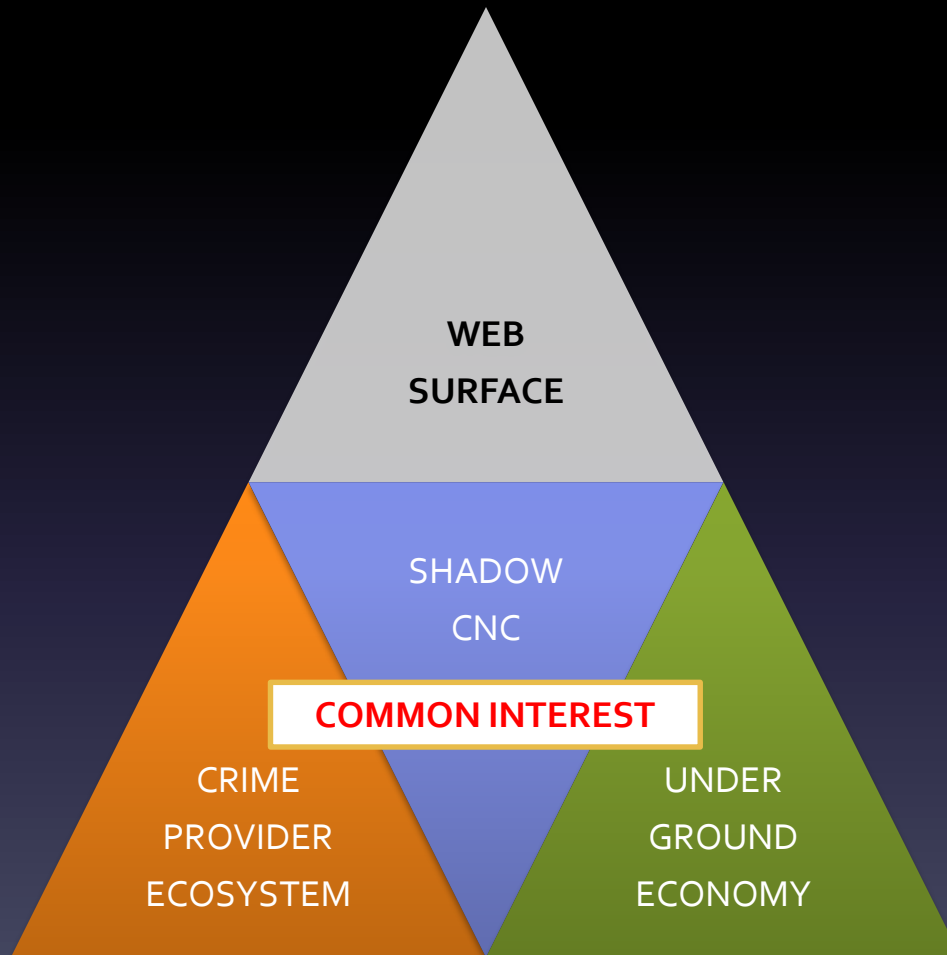 WEB
SURFACE
SHADOW
CNC
COMMON INTEREST
CRIME
PROVIDER
ECOSYSTEM
UNDER
GROUND
ECONOMY